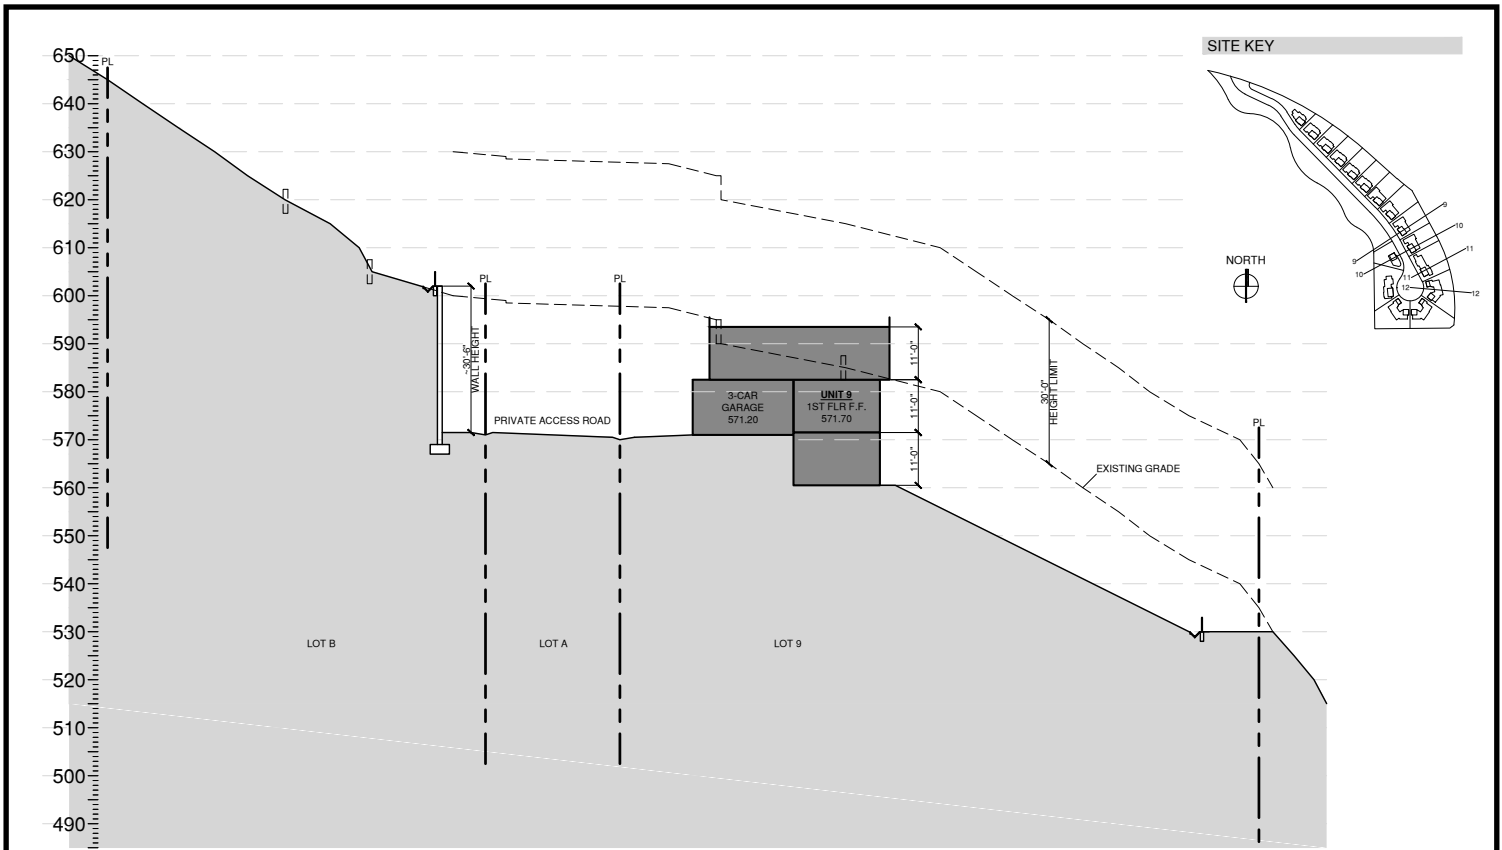 SITE KEY
650
PL
640
630
620
610
600
590
580
570
560
550
540
530
520
510
500
490
PL
PL
~30'-6"
WALL HEIGHT
PRIVATE ACCESS ROAD
3-CAR
GARAGE
571.20
UNIT 9
1ST FLR F.F.
571.70
11'-0"
11'-0"
11'-0"
30'-0"
HEIGHT LIMIT
EXISTING GRADE
PL
LOT B
LOT A
LOT 9
NORTH
9
10
11
12
9
10
11
12